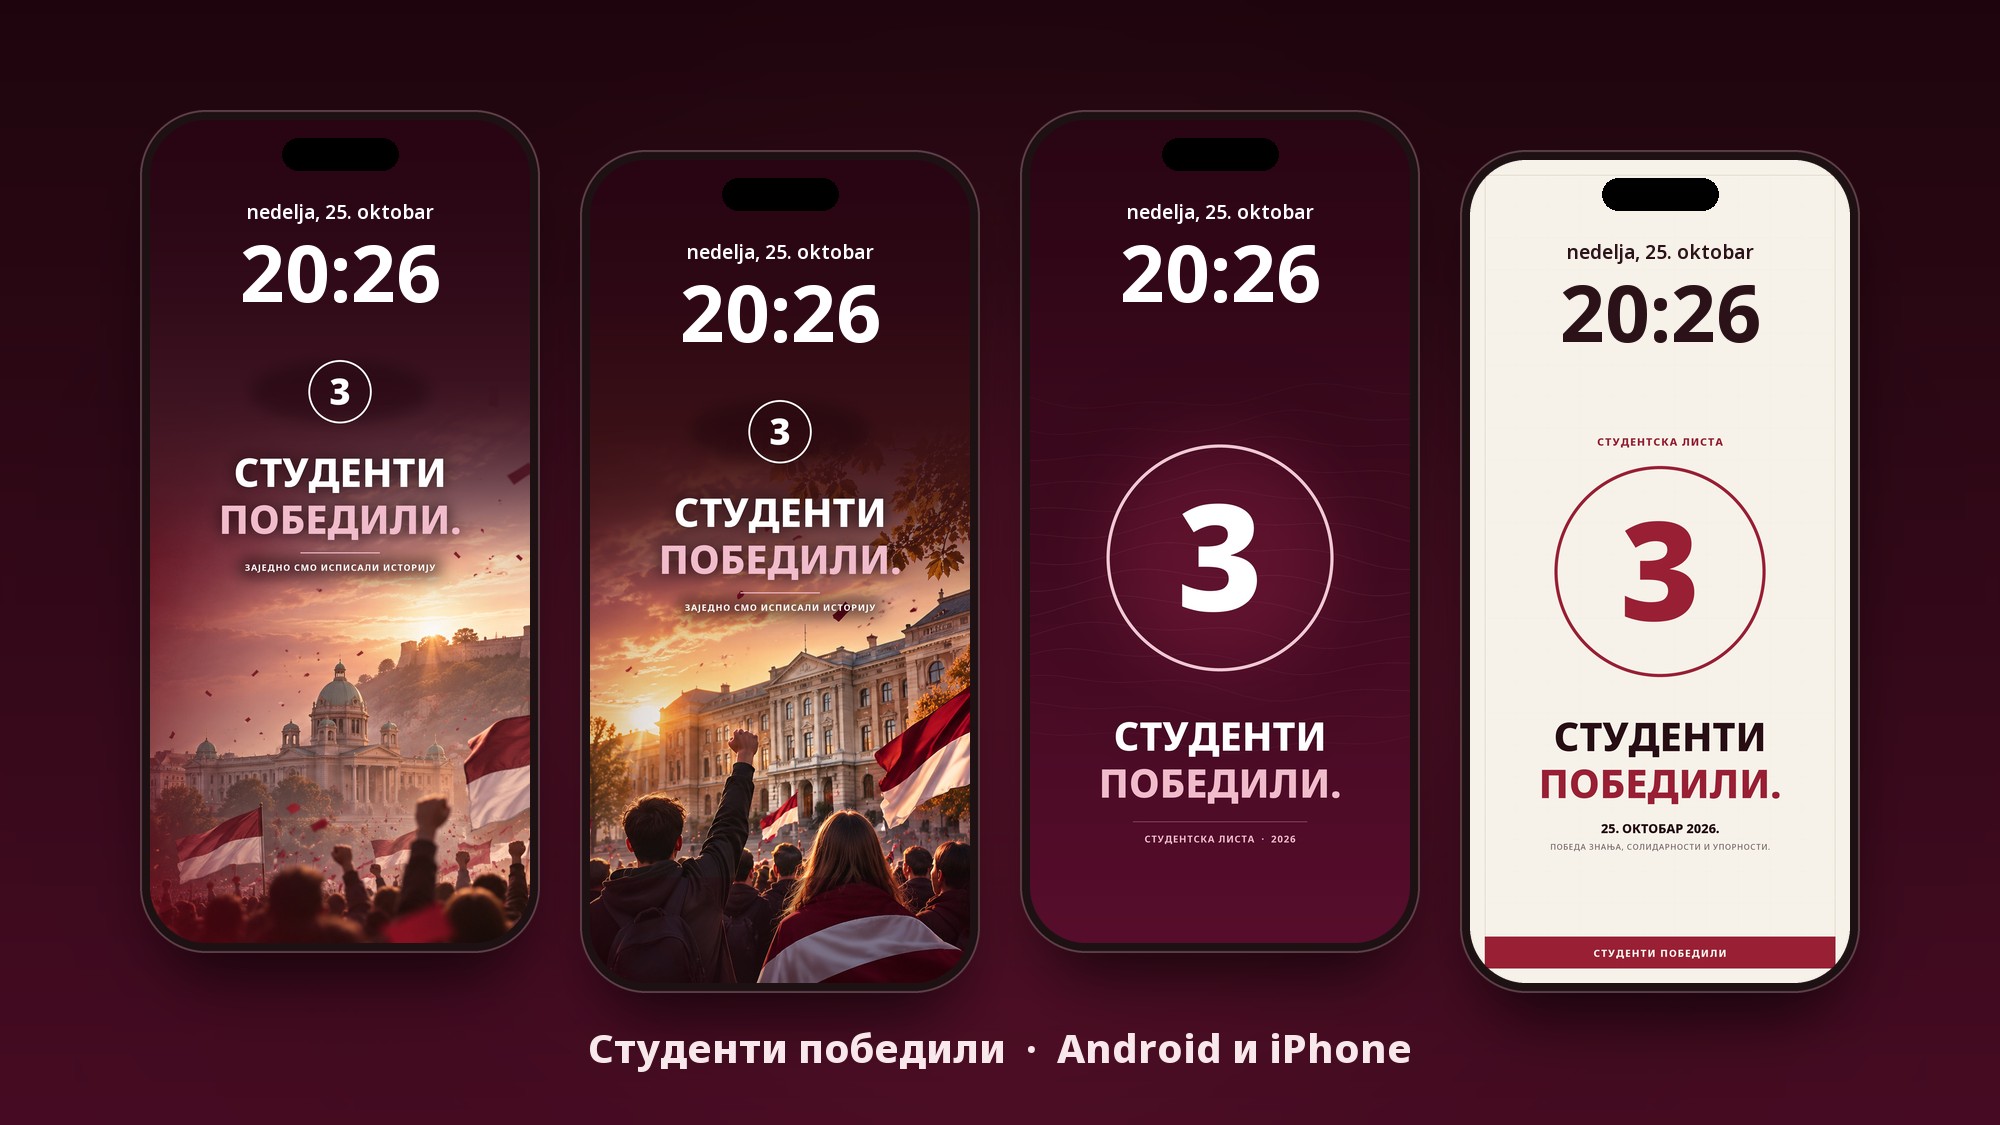 nedelja, 25. oktobar
20:26
3
СТУДЕНТИ
ПОБЕДИЛИ.
ЗАЈЕДНО СМО ИСПИСАЛИ ИСТОРИЈУ
nedelja, 25. oktobar
20:26
3
СТУДЕНТИ
ПОБЕДИЛИ.
ЗАЈЕДНО СМО ИСПИСАЛИ ИСТОРИЈУ
nedelja, 25. oktobar
20:26
3
СТУДЕНТИ
ПОБЕДИЛИ.
СТУДЕНТСКА ЛИСТА · 2026
nedelja, 25. oktobar
20:26
СТУДЕНТСКА ЛИСТА
3
СТУДЕНТИ
ПОБЕДИЛИ.
25. ОКТОБАР 2026.
ПОБЕДА ЗНАЊА, СОЛИДАРНОСТИ И УПОРНОСТИ.
СТУДЕНТИ ПОБЕДИЛИ
Студенти победили · Android и iPhone